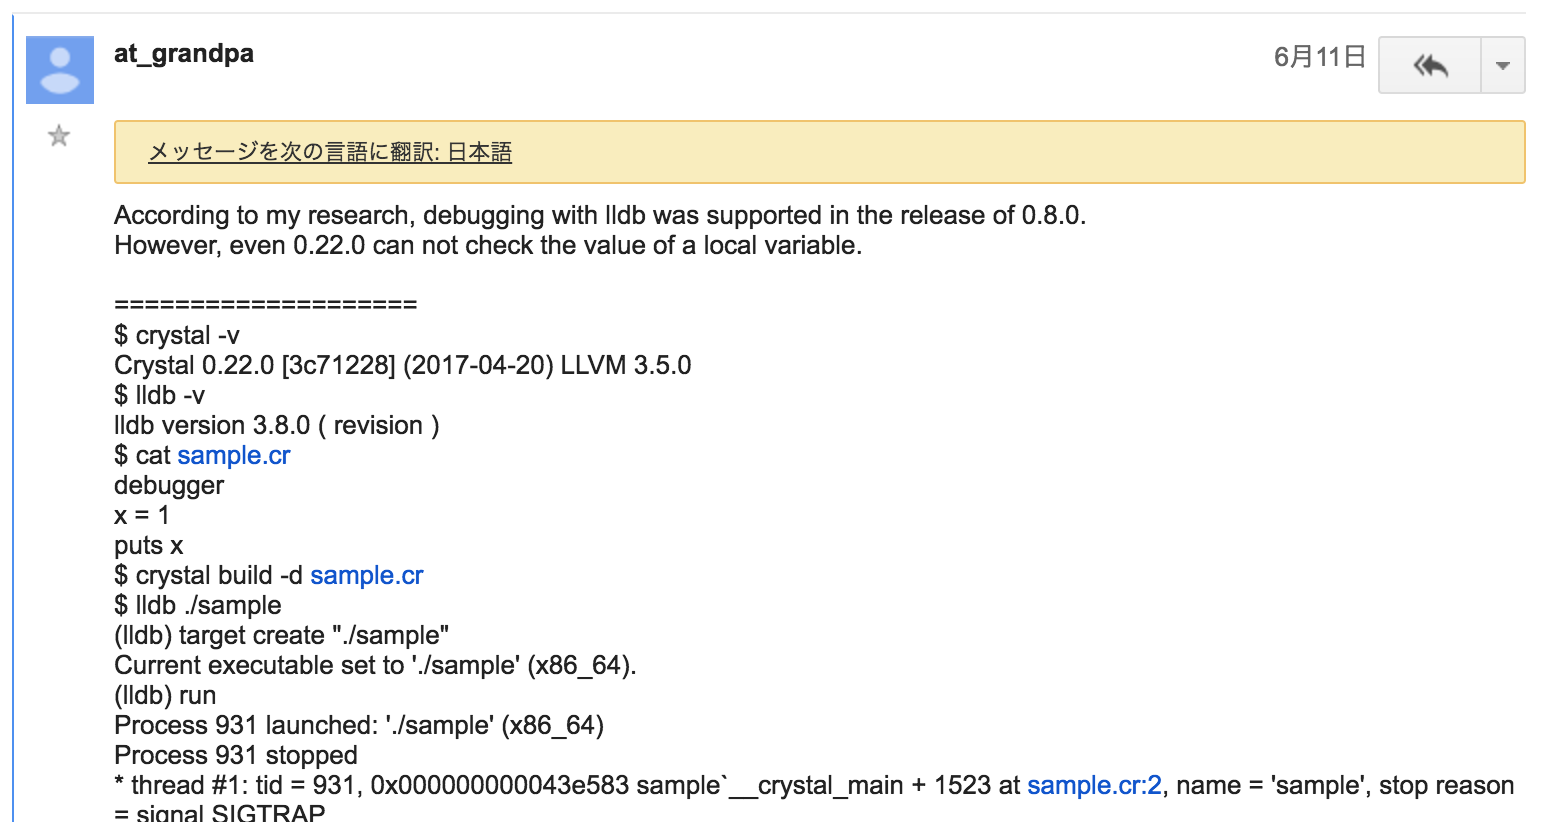 at_grandpa
6月11日
メッセージを次の言語に翻訳: 日本語
According to my research, debugging with lldb was supported in the release of 0.8.0.
However, even 0.22.0 can not check the value of a local variable.
====================
$ crystal -v
Crystal 0.22.0 [3c71228] (2017-04-20) LLVM 3.5.0
$ lldb -v
lldb version 3.8.0 ( revision )
$ cat sample.cr
debugger
x = 1
puts x
$ crystal build -d sample.cr
$ lldb ./sample
(lldb) target create "./sample"
Current executable set to './sample' (x86_64).
(lldb) run
Process 931 launched: './sample' (x86_64)
Process 931 stopped
* thread #1: tid = 931, 0x000000000043e583 sample`__crystal_main + 1523 at sample.cr:2, name = 'sample', stop reason
= signal SIGTRAP